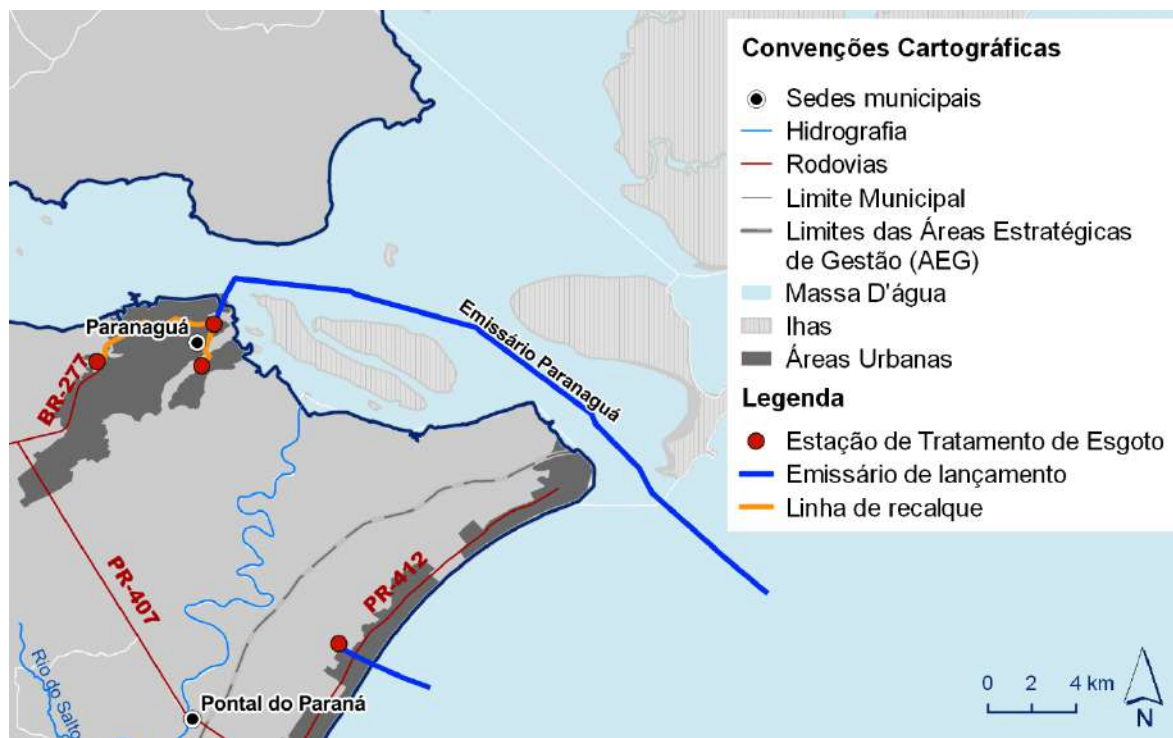 Convenções Cartográficas
Sedes municipais
Hidrografia
Rodovias
Limite Municipal
Limites das Áreas Estratégicas
de Gestão (AEG)
Massa D'água
Ilhas
Áreas Urbanas
Legenda
Estação de Tratamento de Esgoto
Emissário de lançamento
Linha de recalque
Paranaguá
Emissário Paranaguá
BR-277
PR-407
PR-412
Rio do Salto
Pontal do Paraná
0 2 4 km
N